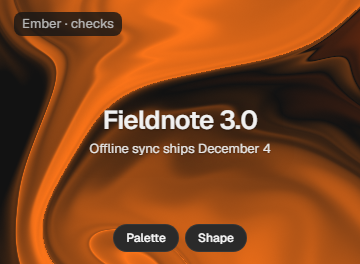 Ember · checks
Fieldnote 3.0
Offline sync ships December 4
Palette
Shape